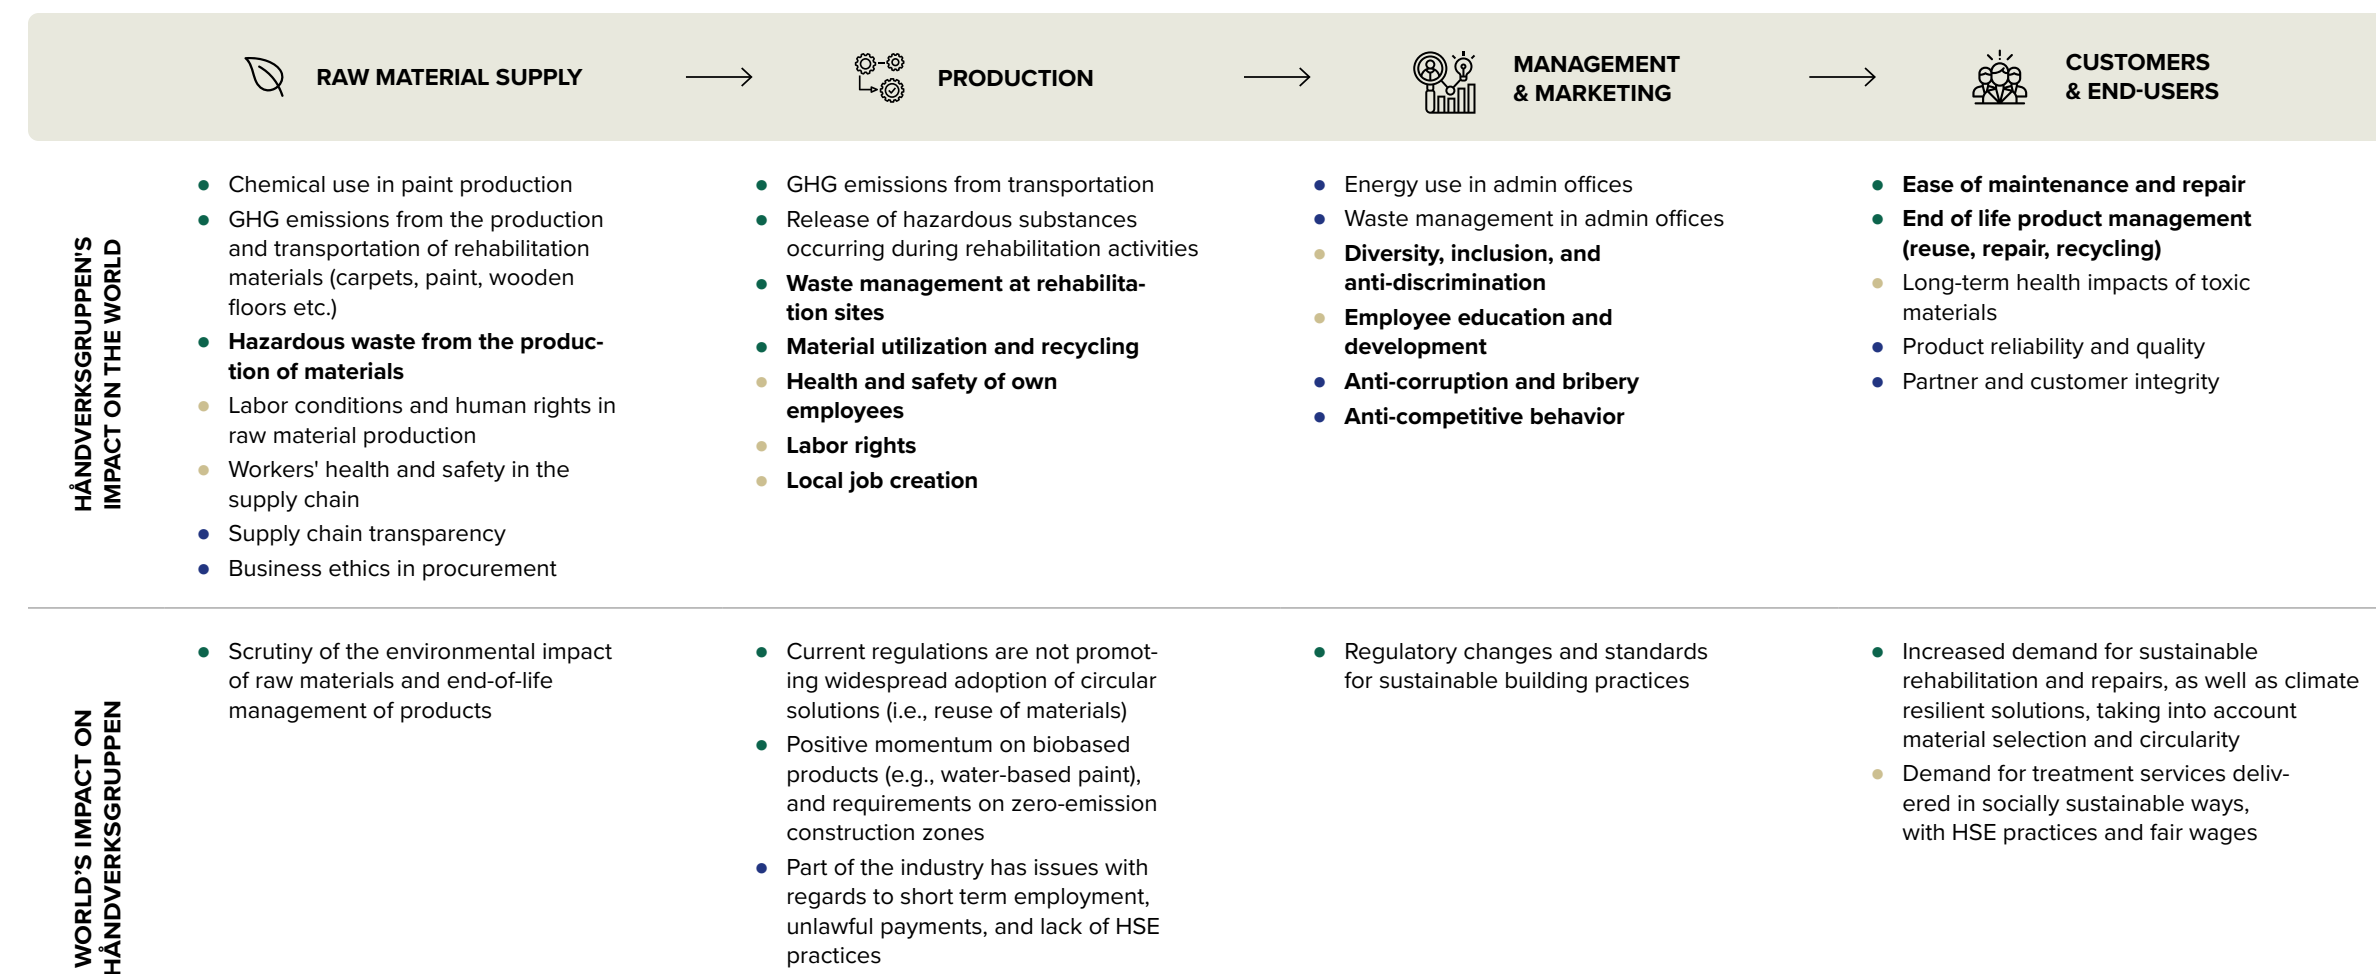 RAW MATERIAL SUPPLY
PRODUCTION
MANAGEMENT
& MARKETING
CUSTOMERS
& END-USERS
HÅNDVERKSGRUPPEN'S
IMPACT ON THE WORLD
Chemical use in paint production
GHG emissions from the production
and transportation of rehabilitation
materials (carpets, paint, wooden
floors etc.)
Hazardous waste from the produc-
tion of materials
Labor conditions and human rights in
raw material production
Workers' health and safety in the
supply chain
Supply chain transparency
Business ethics in procurement
GHG emissions from transportation
Release of hazardous substances
occurring during rehabilitation activities
Waste management at rehabilita-
tion sites
Material utilization and recycling
Health and safety of own
employees
Labor rights
Local job creation
Energy use in admin offices
Waste management in admin offices
Diversity, inclusion, and
anti-discrimination
Employee education and
development
Anti-corruption and bribery
Anti-competitive behavior
Ease of maintenance and repair
End of life product management
(reuse, repair, recycling)
Long-term health impacts of toxic
materials
Product reliability and quality
Partner and customer integrity
WORLD'S IMPACT ON
HÅNDVERKSGRUPPEN
Scrutiny of the environmental impact
of raw materials and end-of-life
management of products
Current regulations are not promot-
ing widespread adoption of circular
solutions (i.e., reuse of materials)
Positive momentum on biobased
products (e.g., water-based paint),
and requirements on zero-emission
construction zones
Part of the industry has issues with
regards to short term employment,
unlawful payments, and lack of HSE
practices
Regulatory changes and standards
for sustainable building practices
Increased demand for sustainable
rehabilitation and repairs, as well as climate
resilient solutions, taking into account
material selection and circularity
Demand for treatment services deliv-
ered in socially sustainable ways,
with HSE practices and fair wages